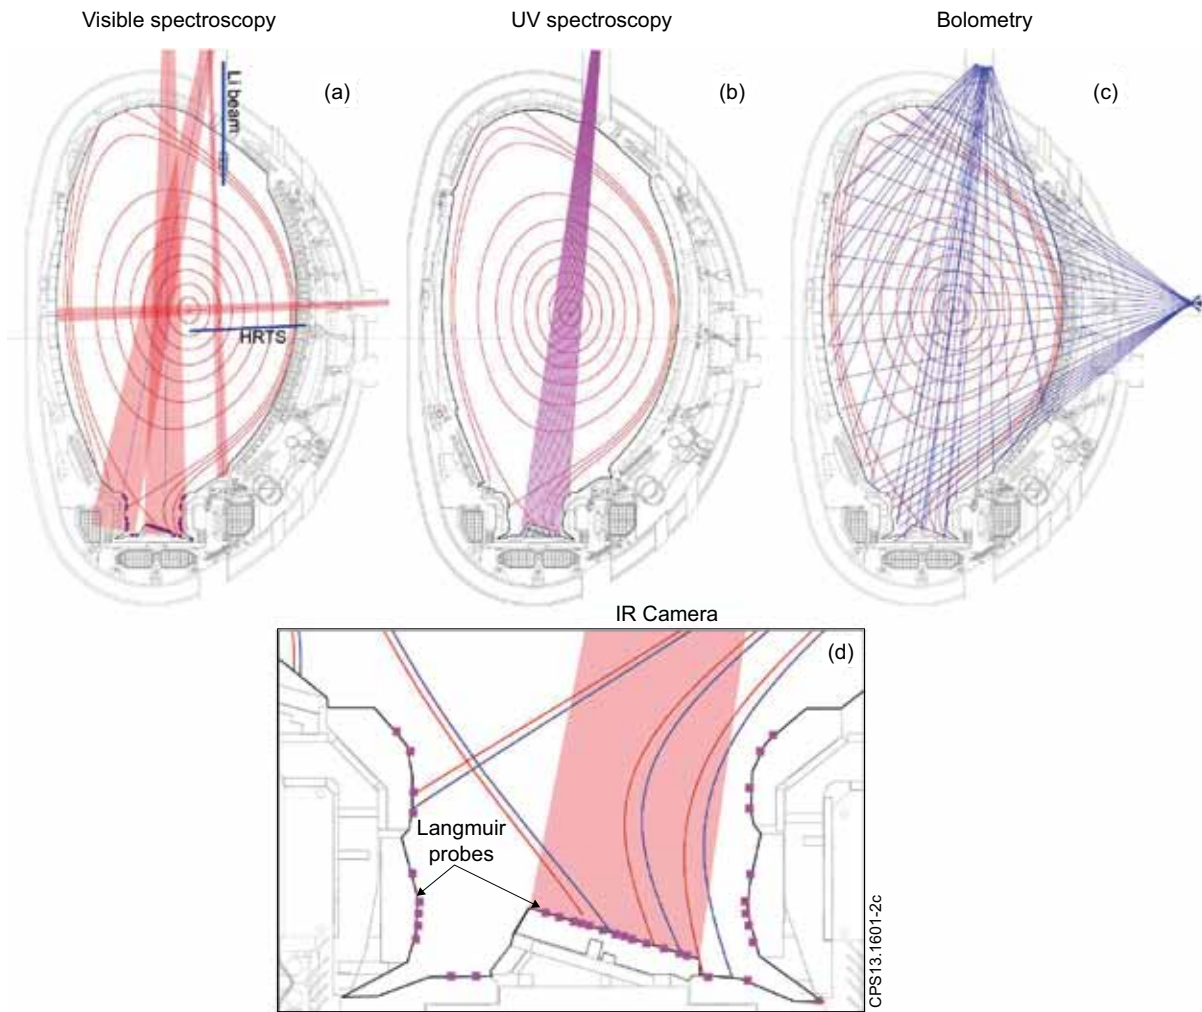 Visible spectroscopy
UV spectroscopy
Bolometry
(a)
Li beam
HRTS
(b)
(c)
IR Camera
(d)
Langmuir
probes
CPS13.1601-2c